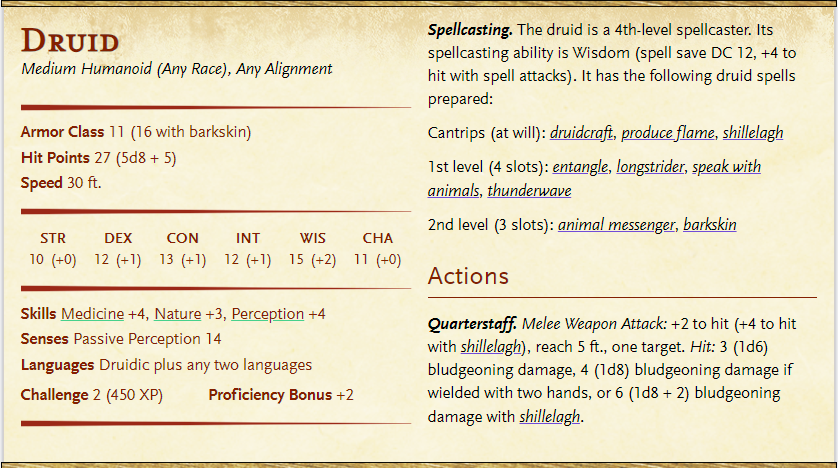 Druid
Medium Humanoid (Any Race), Any Alignment
Armor Class 11 (16 with barkskin)
Hit Points 27 (5d8 + 5)
Speed 30 ft.
STR DEX CON INT WIS CHA
10 (+0) 12 (+1) 13 (+1) 12 (+1) 15 (+2) 11 (+0)
Skills Medicine +4, Nature +3, Perception +4
Senses Passive Perception 14
Languages Druidic plus any two languages
Challenge 2 (450 XP) Proficiency Bonus +2
Spellcasting. The druid is a 4th-level spellcaster. Its
spellcasting ability is Wisdom (spell save DC 12, +4 to
hit with spell attacks). It has the following druid spells
prepared:
Cantrips (at will): druidcraft, produce flame, shillelagh
1st level (4 slots): entangle, longstrider, speak with
animals, thunderwave
2nd level (3 slots): animal messenger, barkskin
Actions
Quarterstaff. Melee Weapon Attack: +2 to hit (+4 to hit
with shillelagh), reach 5 ft., one target. Hit: 3 (1d6)
bludgeoning damage, 4 (1d8) bludgeoning damage if
wielded with two hands, or 6 (1d8 + 2) bludgeoning
damage with shillelagh.